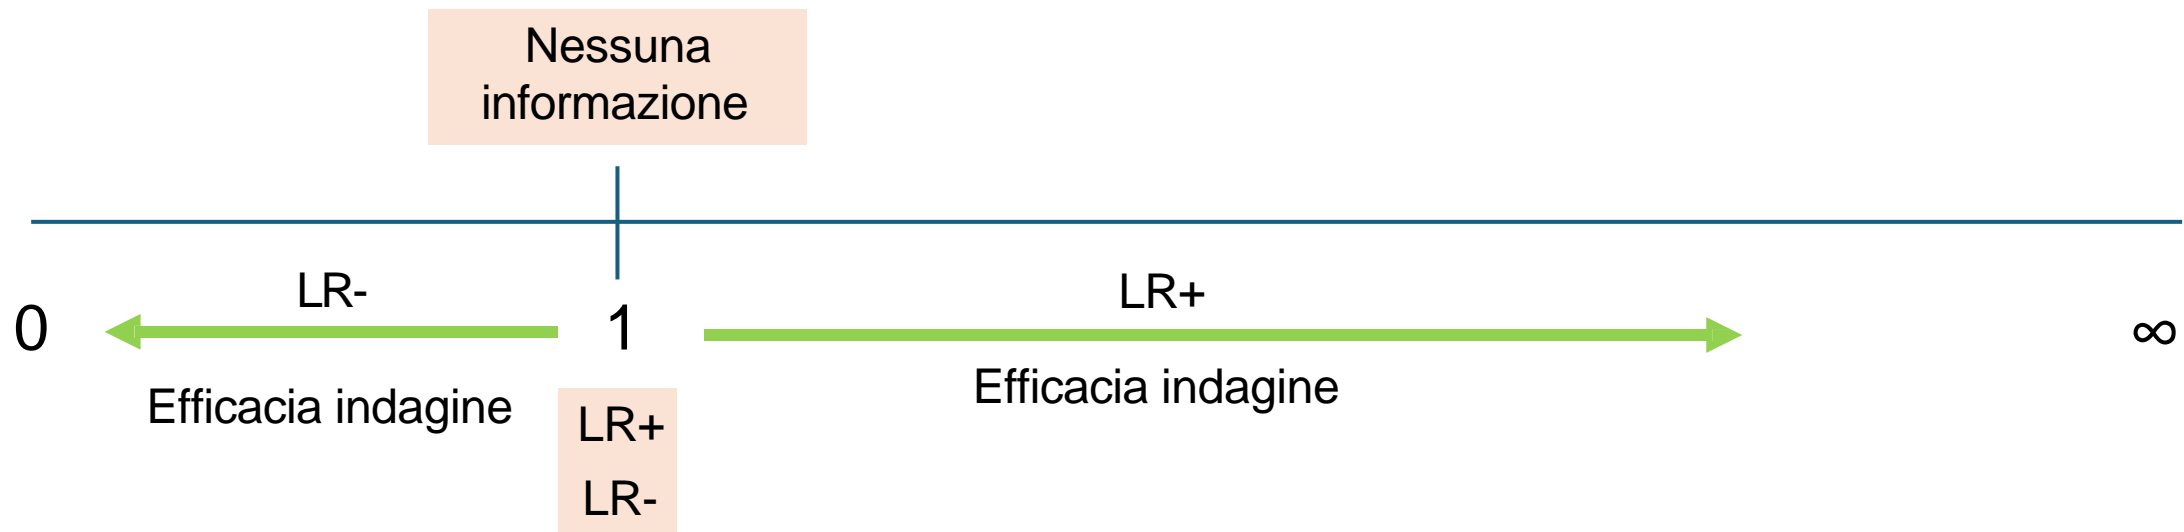 Nessuna
informazione
LR-
LR+
0
1
∞
Efficacia indagine
Efficacia indagine
LR+
LR-